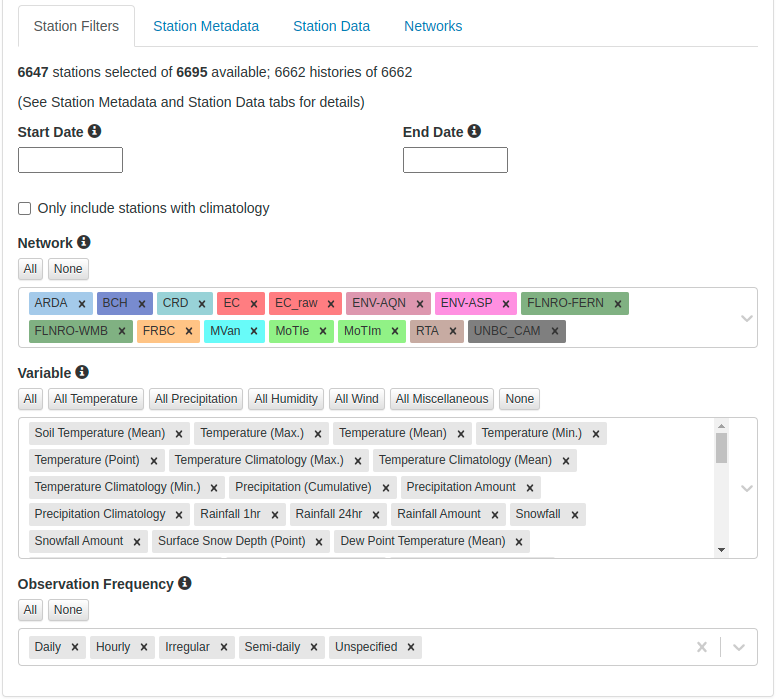 Station Filters Station Metadata Station Data Networks
6647 stations selected of 6695 available; 6662 histories of 6662
(See Station Metadata and Station Data tabs for details)
Start Date End Date
Only include stations with climatology
Network
All None
ARDA × BCH × CRD × EC × EC_raw × ENV-AQN × ENV-ASP × FLNRO-FERN ×
FLNRO-WMB × FRBC × MVan × MoTIe × MoTIm × RTA × UNBC_CAM ×
Variable
All All Temperature All Precipitation All Humidity All Wind All Miscellaneous None
Soil Temperature (Mean) × Temperature (Max.) × Temperature (Mean) × Temperature (Min.) ×
Temperature (Point) × Temperature Climatology (Max.) × Temperature Climatology (Mean) ×
Temperature Climatology (Min.) × Precipitation (Cumulative) × Precipitation Amount ×
Precipitation Climatology × Rainfall 1hr × Rainfall 24hr × Rainfall Amount × Snowfall ×
Snowfall Amount × Surface Snow Depth (Point) × Dew Point Temperature (Mean) ×
Observation Frequency
All None
Daily × Hourly × Irregular × Semi-daily × Unspecified ×